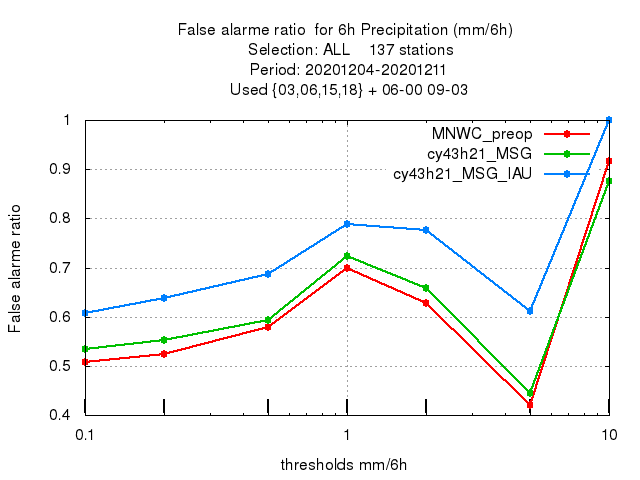 False alarme ratio  for 6h Precipitation (mm/6h)
Selection: ALL    137 stations
Period: 20201204-20201211
Used {03,06,15,18} + 06-00 09-03
MNWC_preop
cy43h21_MSG
cy43h21_MSG_IAU
False alarme ratio
1
0.9
0.8
0.7
0.6
0.5
0.4
0.1
1
10
thresholds mm/6h